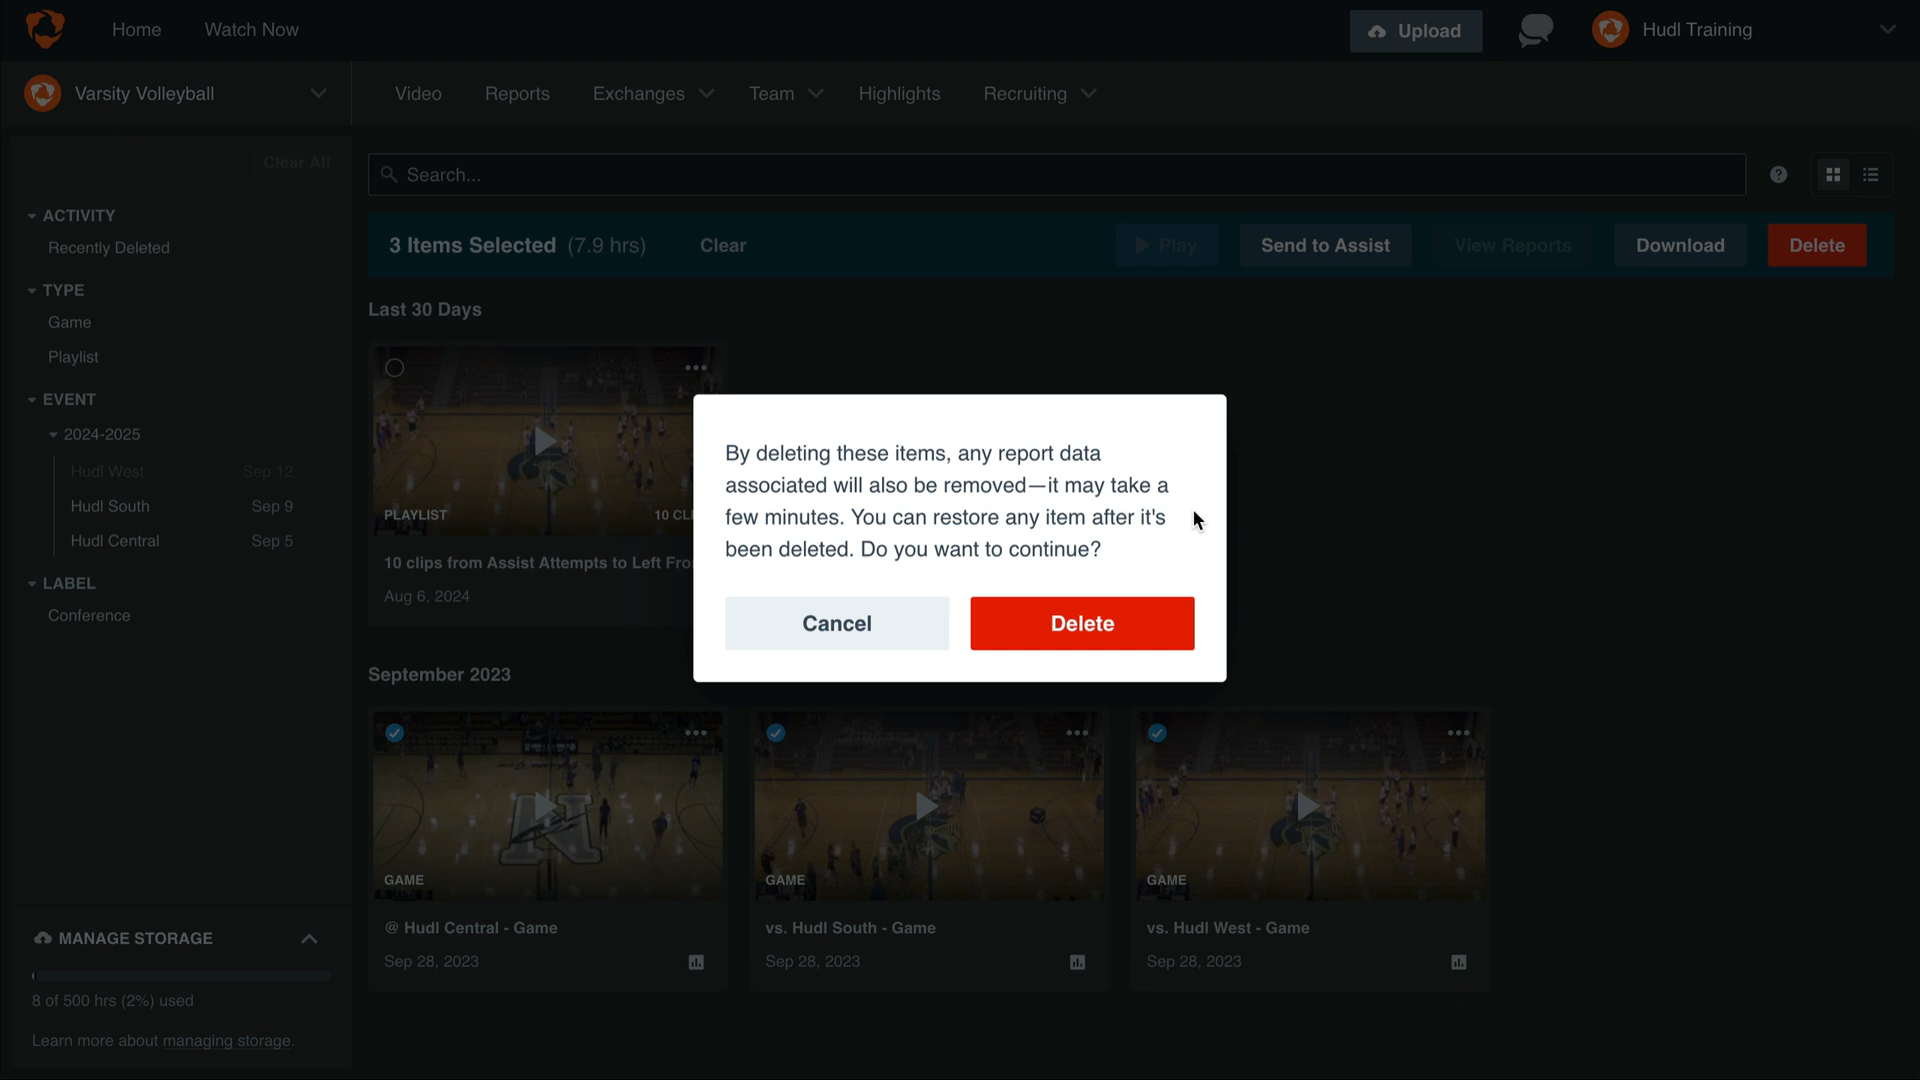 Home
Watch Now
Upload
Hudl Training
Varsity Volleyball
Video
Reports
Exchanges
Team
Highlights
Recruiting
Clear All
ACTIVITY
Recently Deleted
TYPE
Game
Playlist
EVENT
2024-2025
Hudl West Sep 12
Hudl South Sep 9
Hudl Central Sep 5
LABEL
Conference
MANAGE STORAGE
8 of 500 hrs (2%) used
Learn more about managing storage.
Search...
3 Items Selected (7.9 hrs)
Clear
Play
Send to Assist
View Reports
Download
Delete
Last 30 Days
PLAYLIST
10 CLI
10 clips from Assist Attempts to Left Fro
Aug 6, 2024
By deleting these items, any report data
associated will also be removed—it may take a
few minutes. You can restore any item after it's
been deleted. Do you want to continue?
Cancel
Delete
September 2023
GAME
@ Hudl Central - Game
Sep 28, 2023
GAME
vs. Hudl South - Game
Sep 28, 2023
GAME
vs. Hudl West - Game
Sep 28, 2023